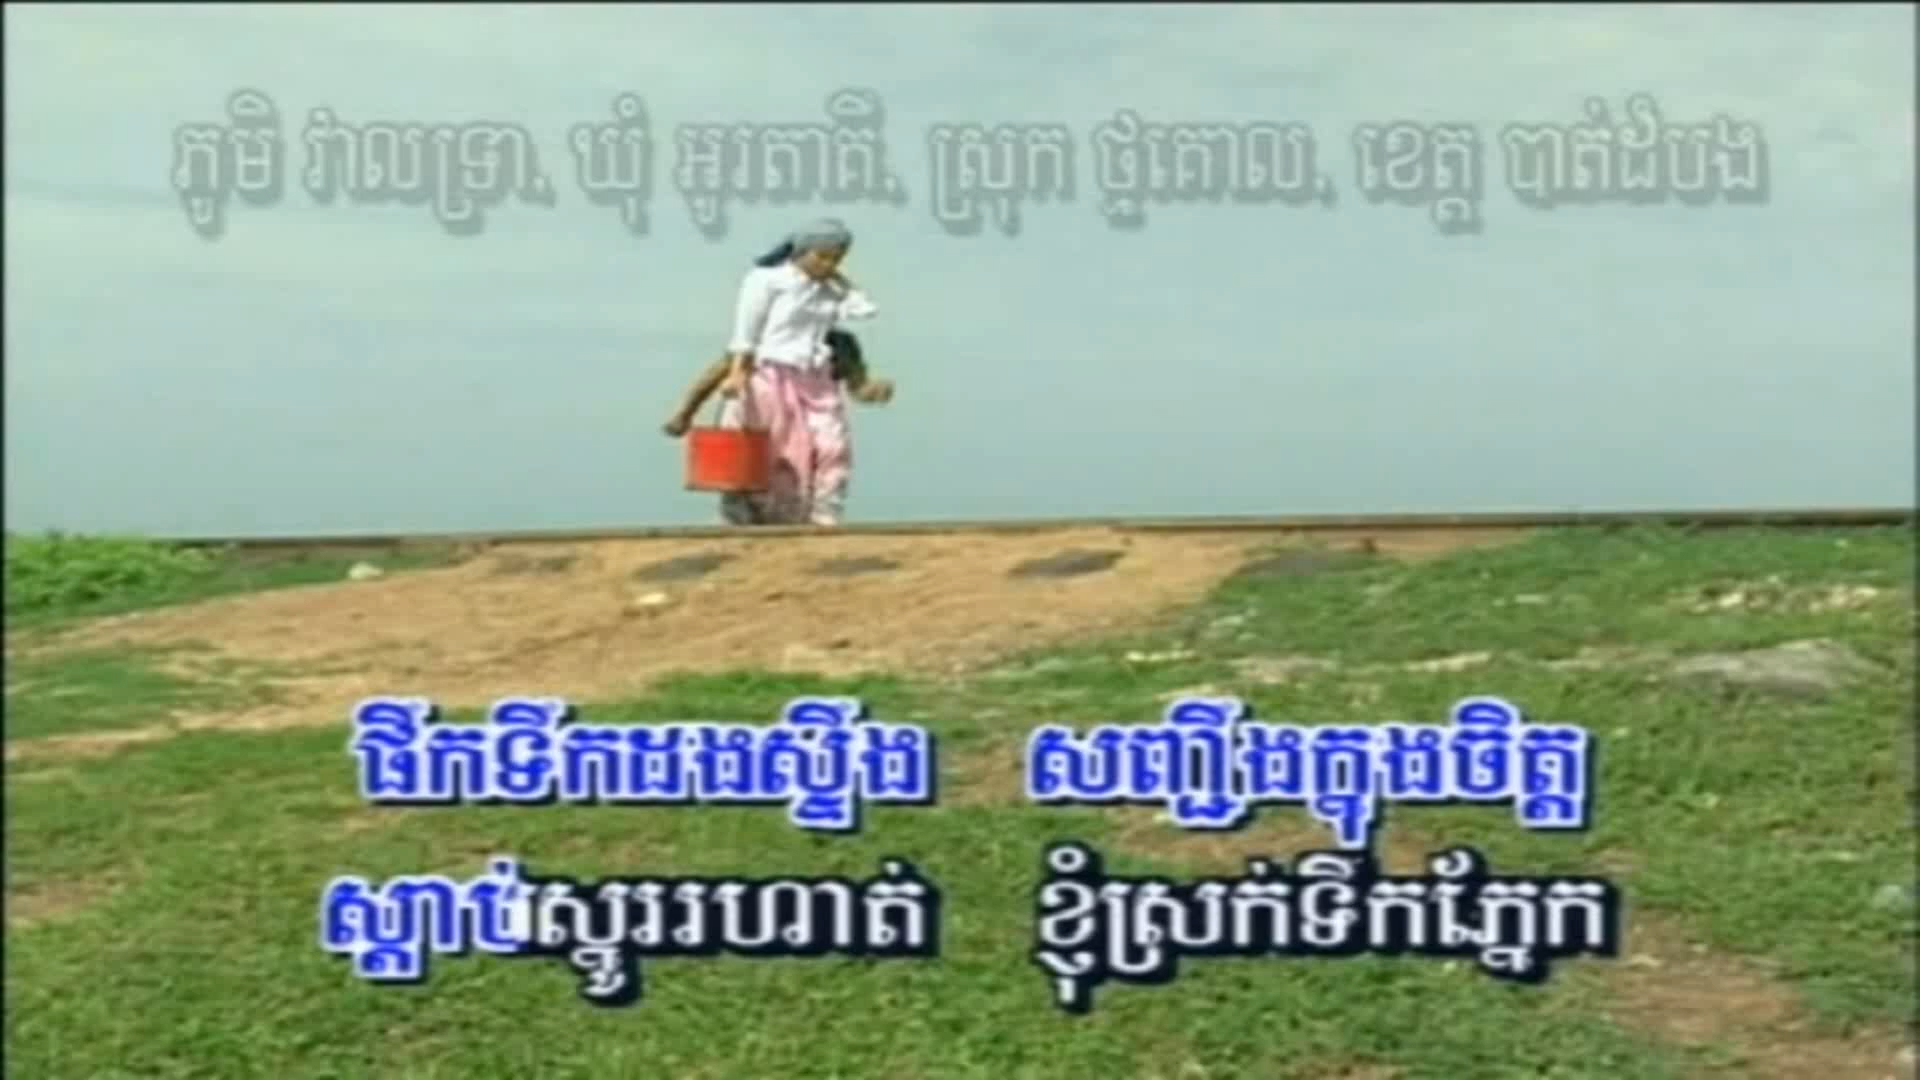 ភូមិ វាលទ្រា, ឃុំ អូរតាគី, ស្រុក ថ្មគោល, ខេត្ត បាត់ដំបង
ផឹកទឹកដងស្ទឹង សញ្ជឹងក្នុងចិត្ត
ស្ដាប់ស្នូររហាត់ ខ្ញុំស្រក់ទឹកភ្នែក